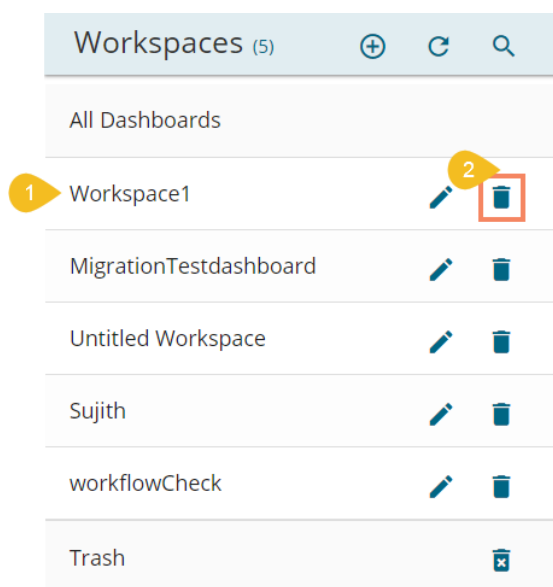 Workspaces (5)
All Dashboards
2
1 Workspace1
MigrationTestdashboard
Untitled Workspace
Sujith
workflowCheck
Trash